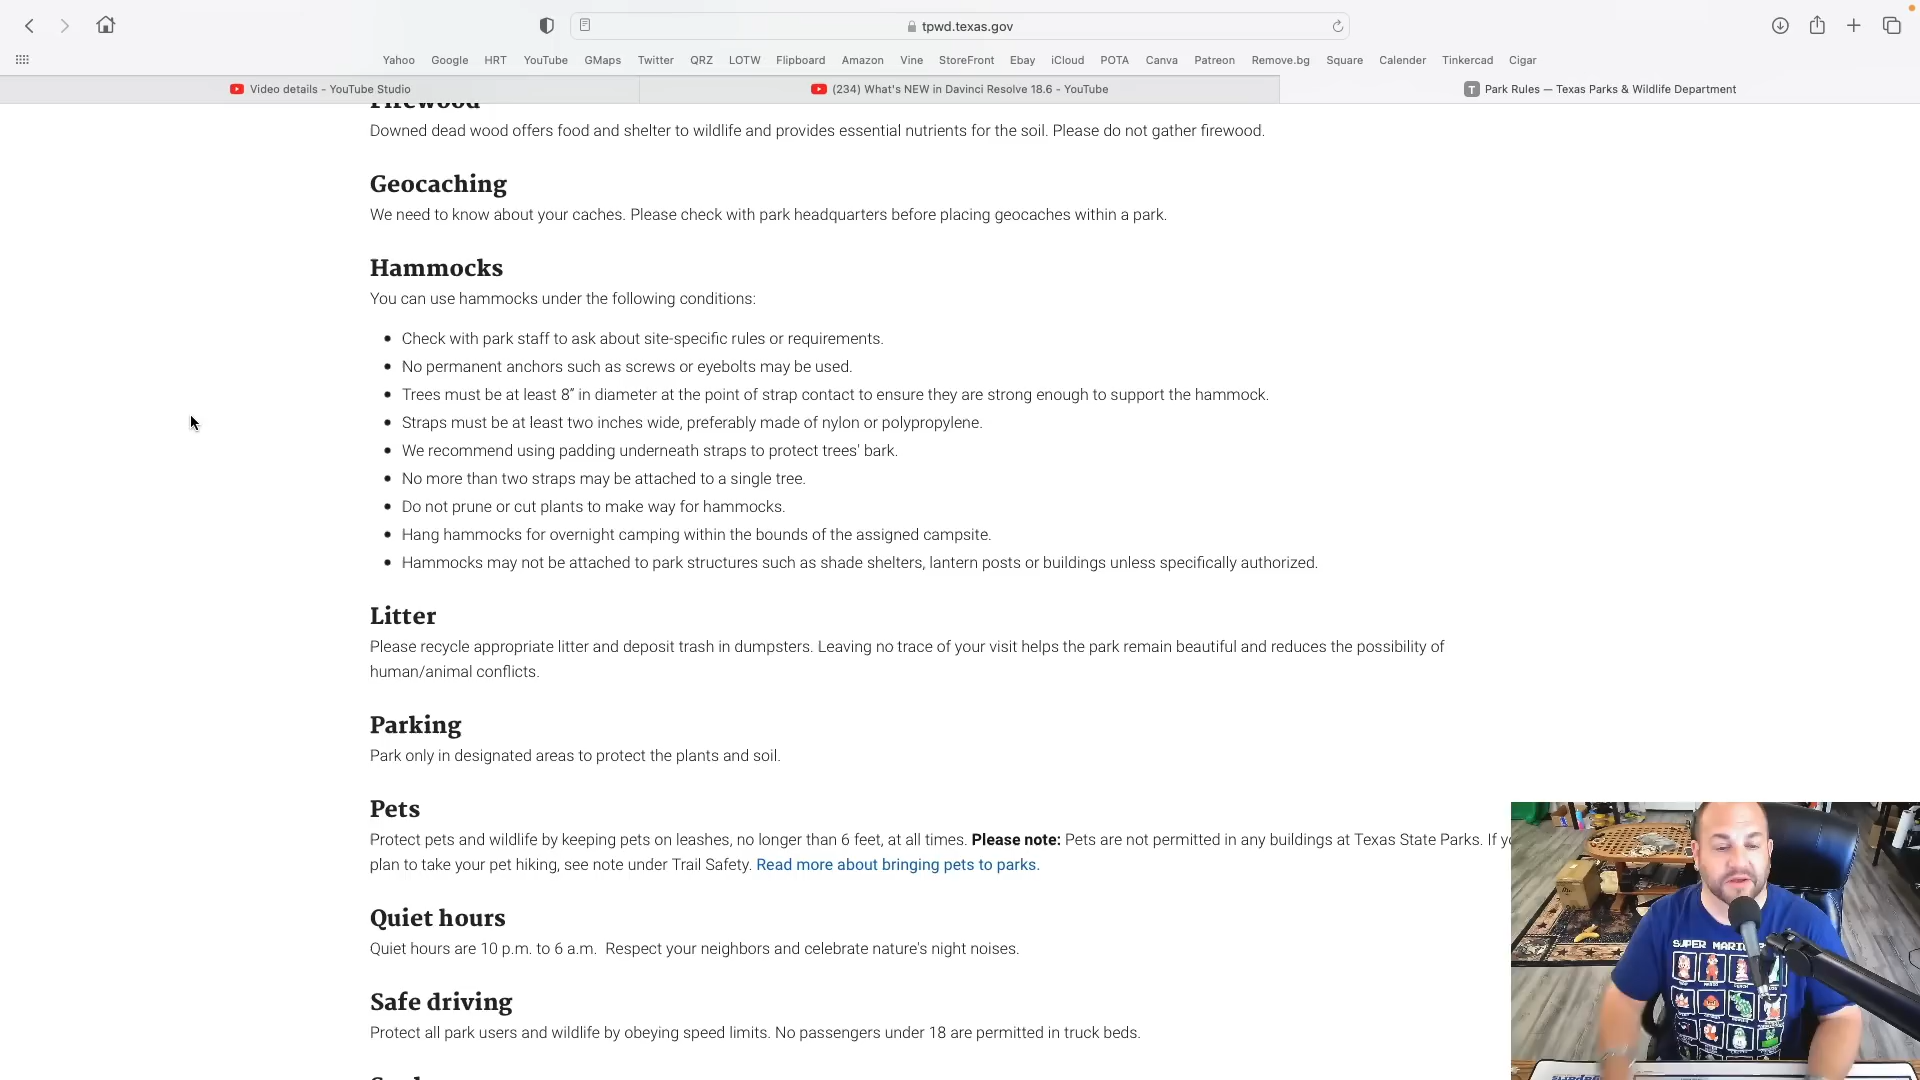 tpwd.texas.gov
Yahoo Google HRT YouTube GMaps Twitter QRZ LOTW Flipboard Amazon Vine StoreFront Ebay iCloud POTA Canva Patreon Remove.bg Square Calender Tinkercad Cigar
Video details - YouTube Studio (234) What's NEW in Davinci Resolve 18.6 - YouTube T Park Rules — Texas Parks & Wildlife Department
Firewood
Downed dead wood offers food and shelter to wildlife and provides essential nutrients for the soil. Please do not gather firewood.
Geocaching
We need to know about your caches. Please check with park headquarters before placing geocaches within a park.
Hammocks
You can use hammocks under the following conditions:
• Check with park staff to ask about site-specific rules or requirements.
• No permanent anchors such as screws or eyebolts may be used.
• Trees must be at least 8” in diameter at the point of strap contact to ensure they are strong enough to support the hammock.
• Straps must be at least two inches wide, preferably made of nylon or polypropylene.
• We recommend using padding underneath straps to protect trees' bark.
• No more than two straps may be attached to a single tree.
• Do not prune or cut plants to make way for hammocks.
• Hang hammocks for overnight camping within the bounds of the assigned campsite.
• Hammocks may not be attached to park structures such as shade shelters, lantern posts or buildings unless specifically authorized.
Litter
Please recycle appropriate litter and deposit trash in dumpsters. Leaving no trace of your visit helps the park remain beautiful and reduces the possibility of
human/animal conflicts.
Parking
Park only in designated areas to protect the plants and soil.
Pets
Protect pets and wildlife by keeping pets on leashes, no longer than 6 feet, at all times. Please note: Pets are not permitted in any buildings at Texas State Parks. If
plan to take your pet hiking, see note under Trail Safety. Read more about bringing pets to parks.
Quiet hours
Quiet hours are 10 p.m. to 6 a.m. Respect your neighbors and celebrate nature's night noises.
Safe driving
Protect all park users and wildlife by obeying speed limits. No passengers under 18 are permitted in truck beds.
SUPER MARIO